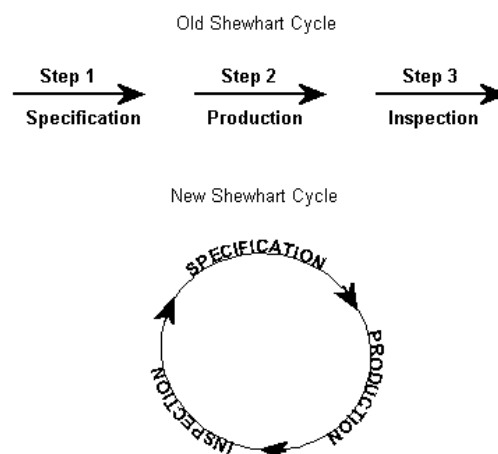 Old Shewhart Cycle
Step 1 Step 2 Step 3
Specification Production Inspection
New Shewhart Cycle
SPECIFICATION
PRODUCTION
INSPECTION